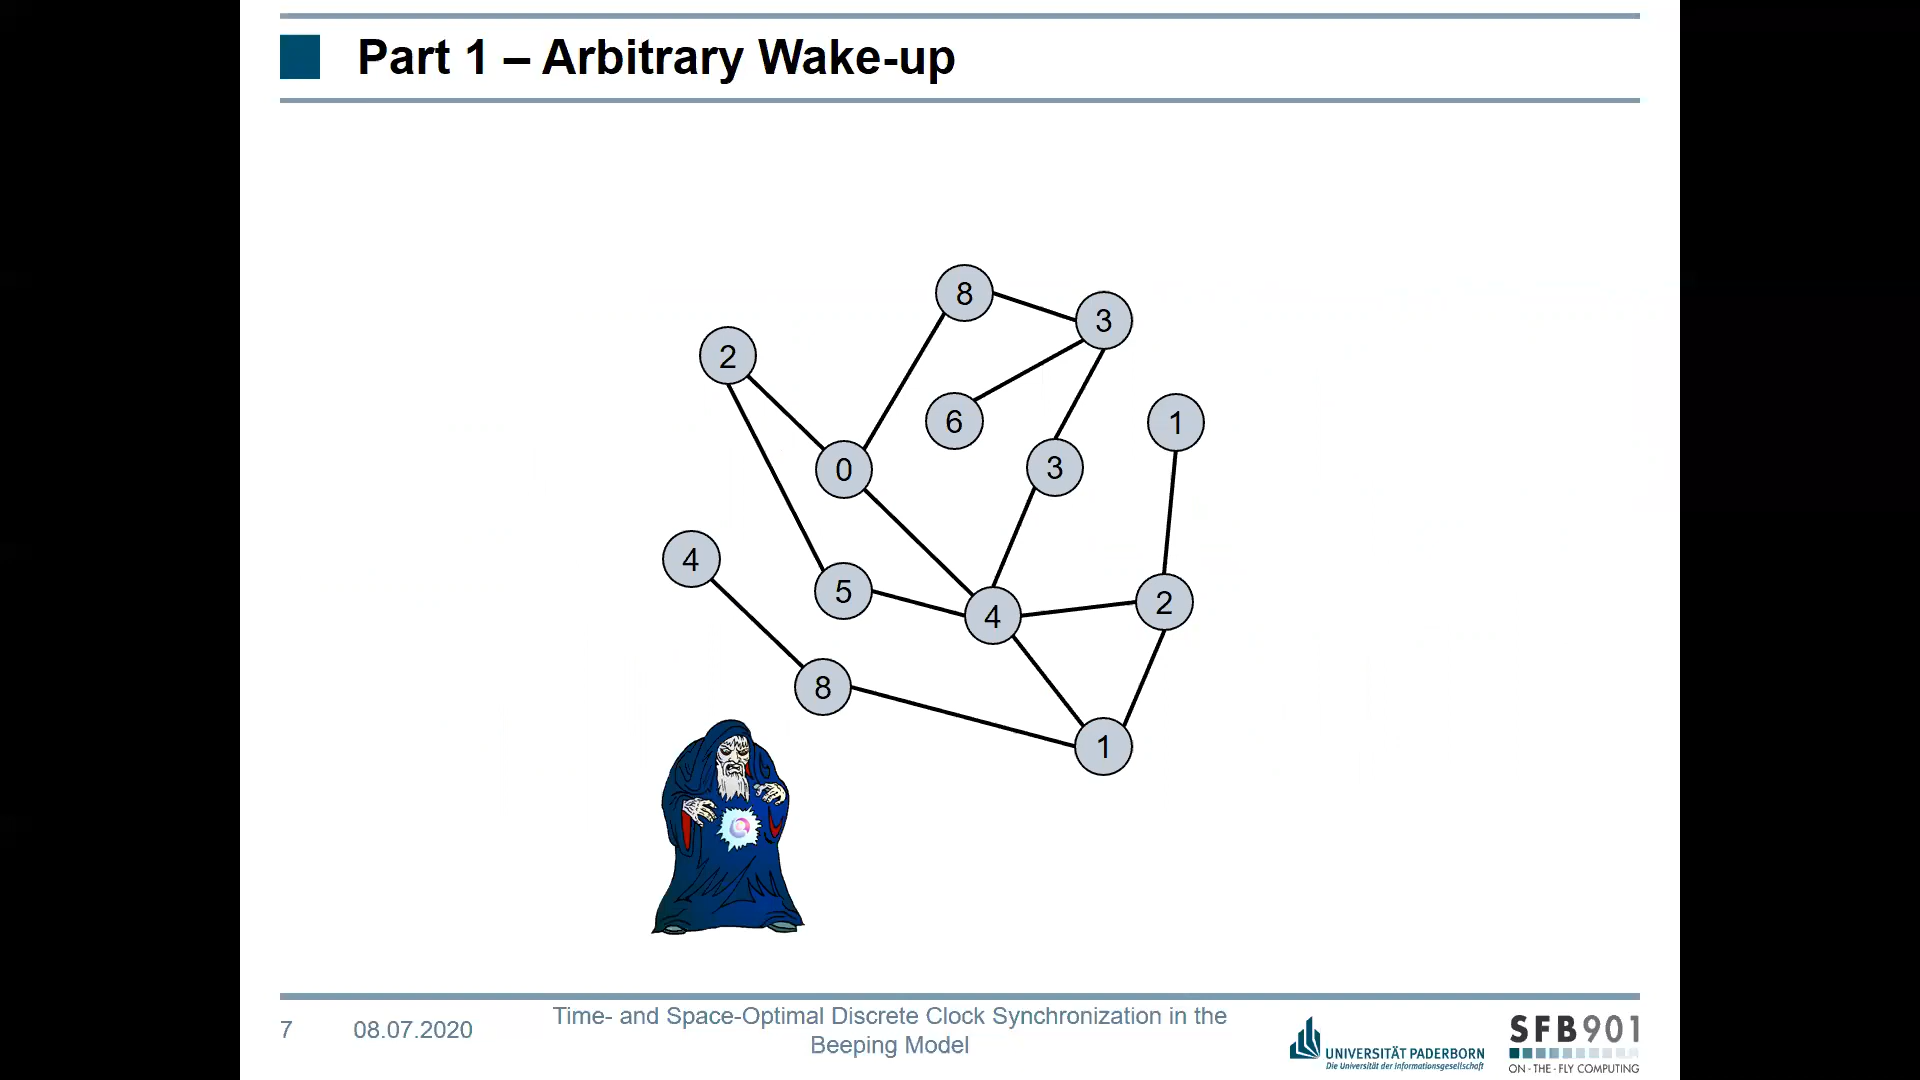 Part 1 – Arbitrary Wake-up
8
3
2
6
1
0
3
4
5
4
2
8
1
7
08.07.2020
Time- and Space-Optimal Discrete Clock Synchronization in the
Beeping Model
UNIVERSITÄT PADERBORN
Die Universität der Informationsgesellschaft
SFB901
ON - THE - FLY COMPUTING